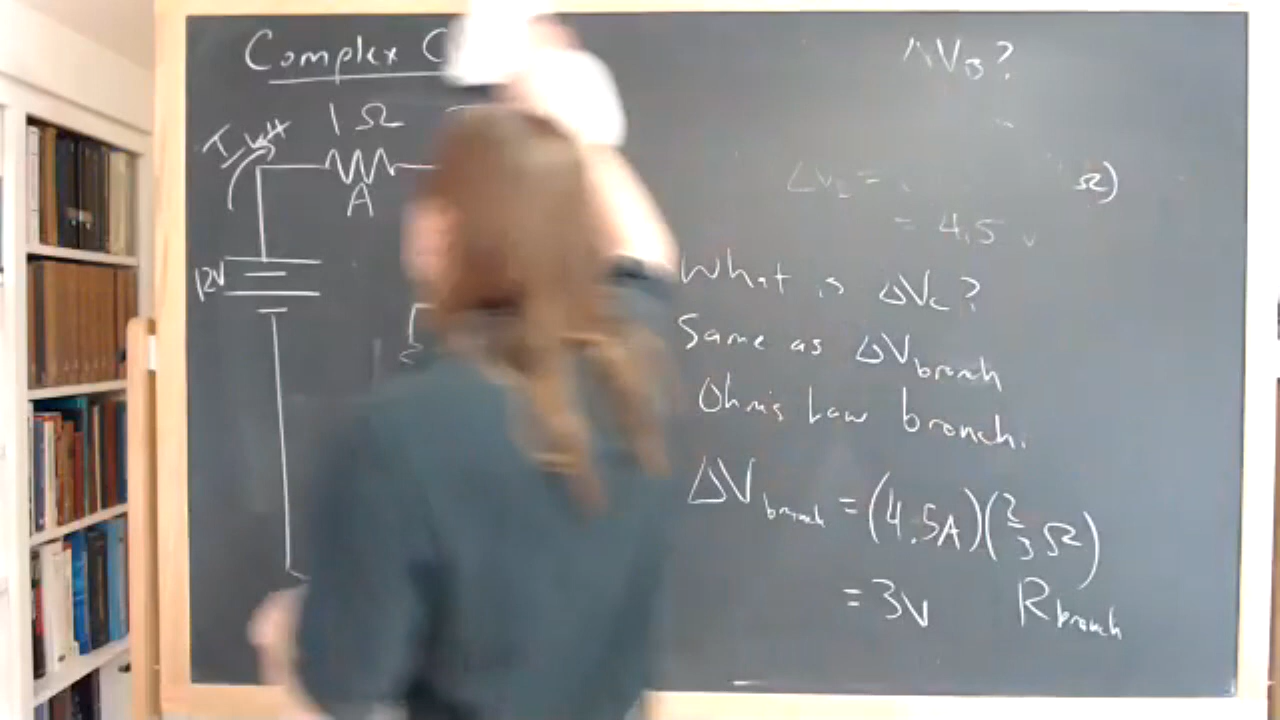 Complex C
ΔV_B?
1 Ω
A
12V
ΔV_2 = Ω)
= 4.5 v
What is ΔV_C?
Same as ΔV_branch
Ohm's Law branch.
ΔV_branch = (4.5A)(2/3 Ω)
= 3V R_branch